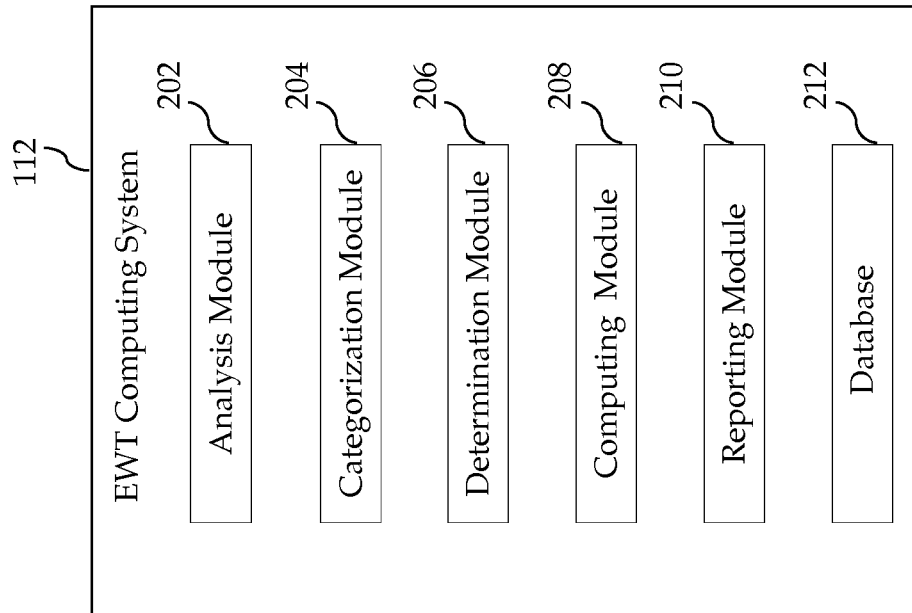 112
EWT Computing System
202
Analysis Module
204
Categorization Module
206
Determination Module
208
Computing Module
210
Reporting Module
212
Database